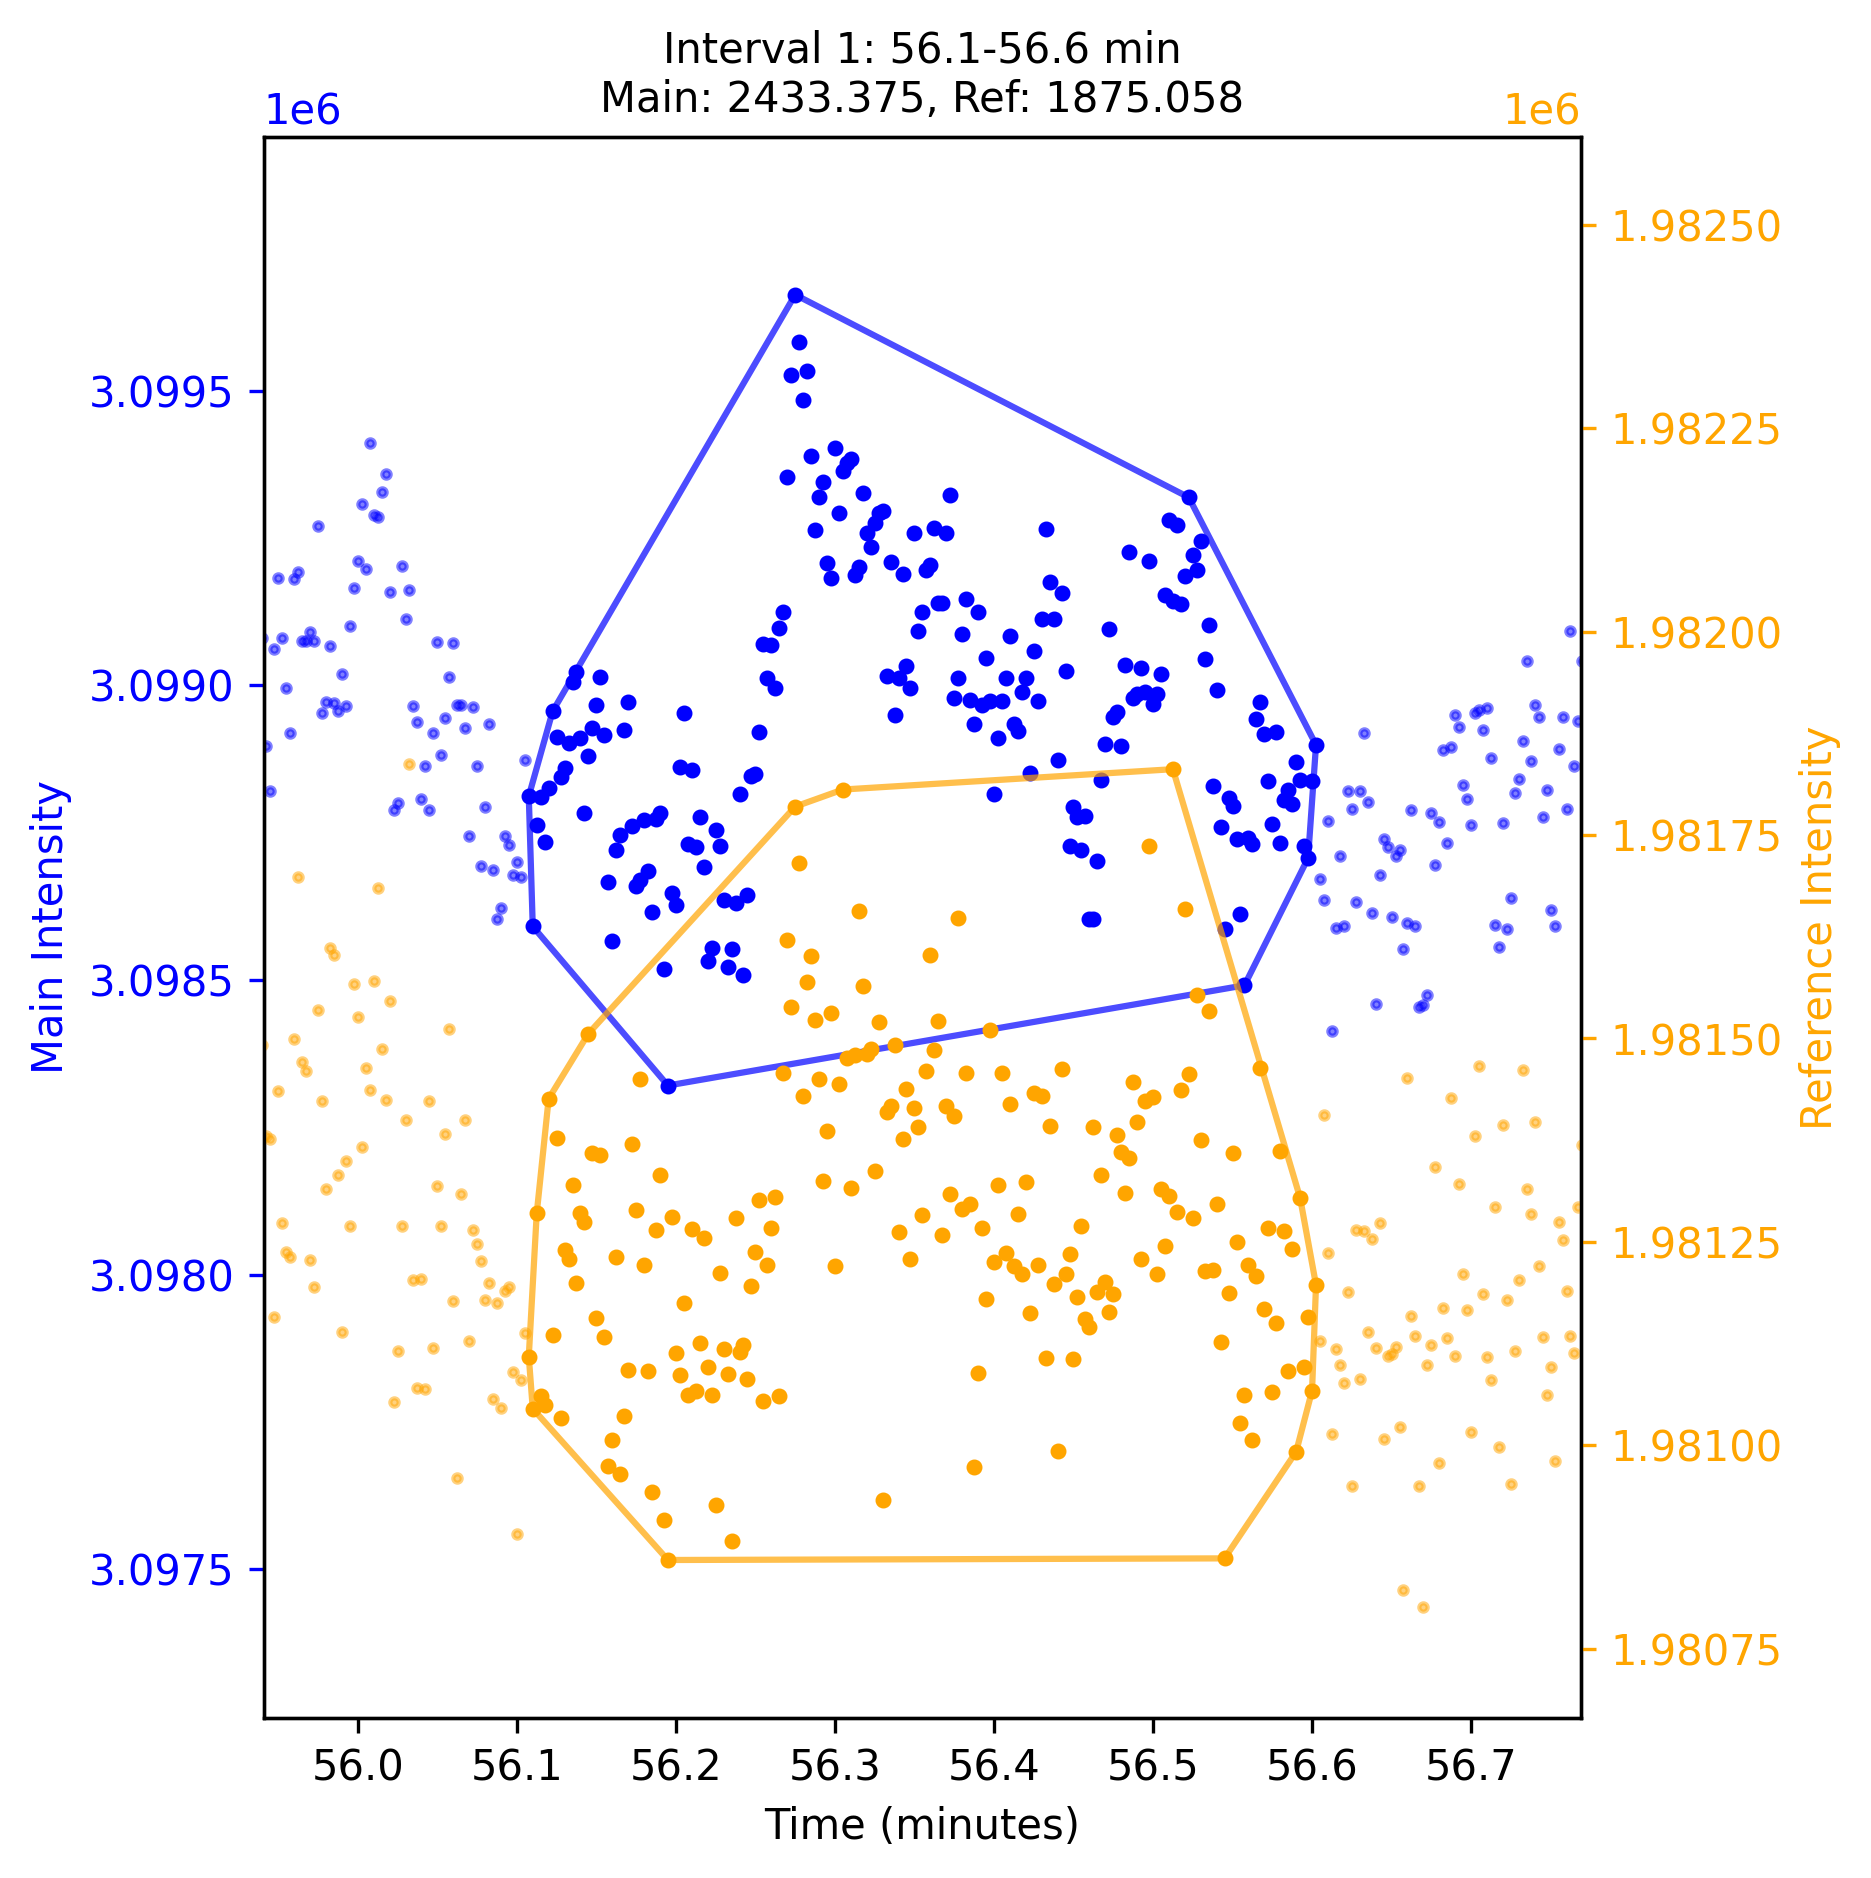 Interval 1: 56.1-56.6 min
Main: 2433.375, Ref: 1875.058
1e6
1e6
3.0995
3.0990
3.0985
3.0980
3.0975
Main Intensity
1.98250
1.98225
1.98200
1.98175
1.98150
1.98125
1.98100
1.98075
Reference Intensity
56.0 56.1 56.2 56.3 56.4 56.5 56.6 56.7
Time (minutes)